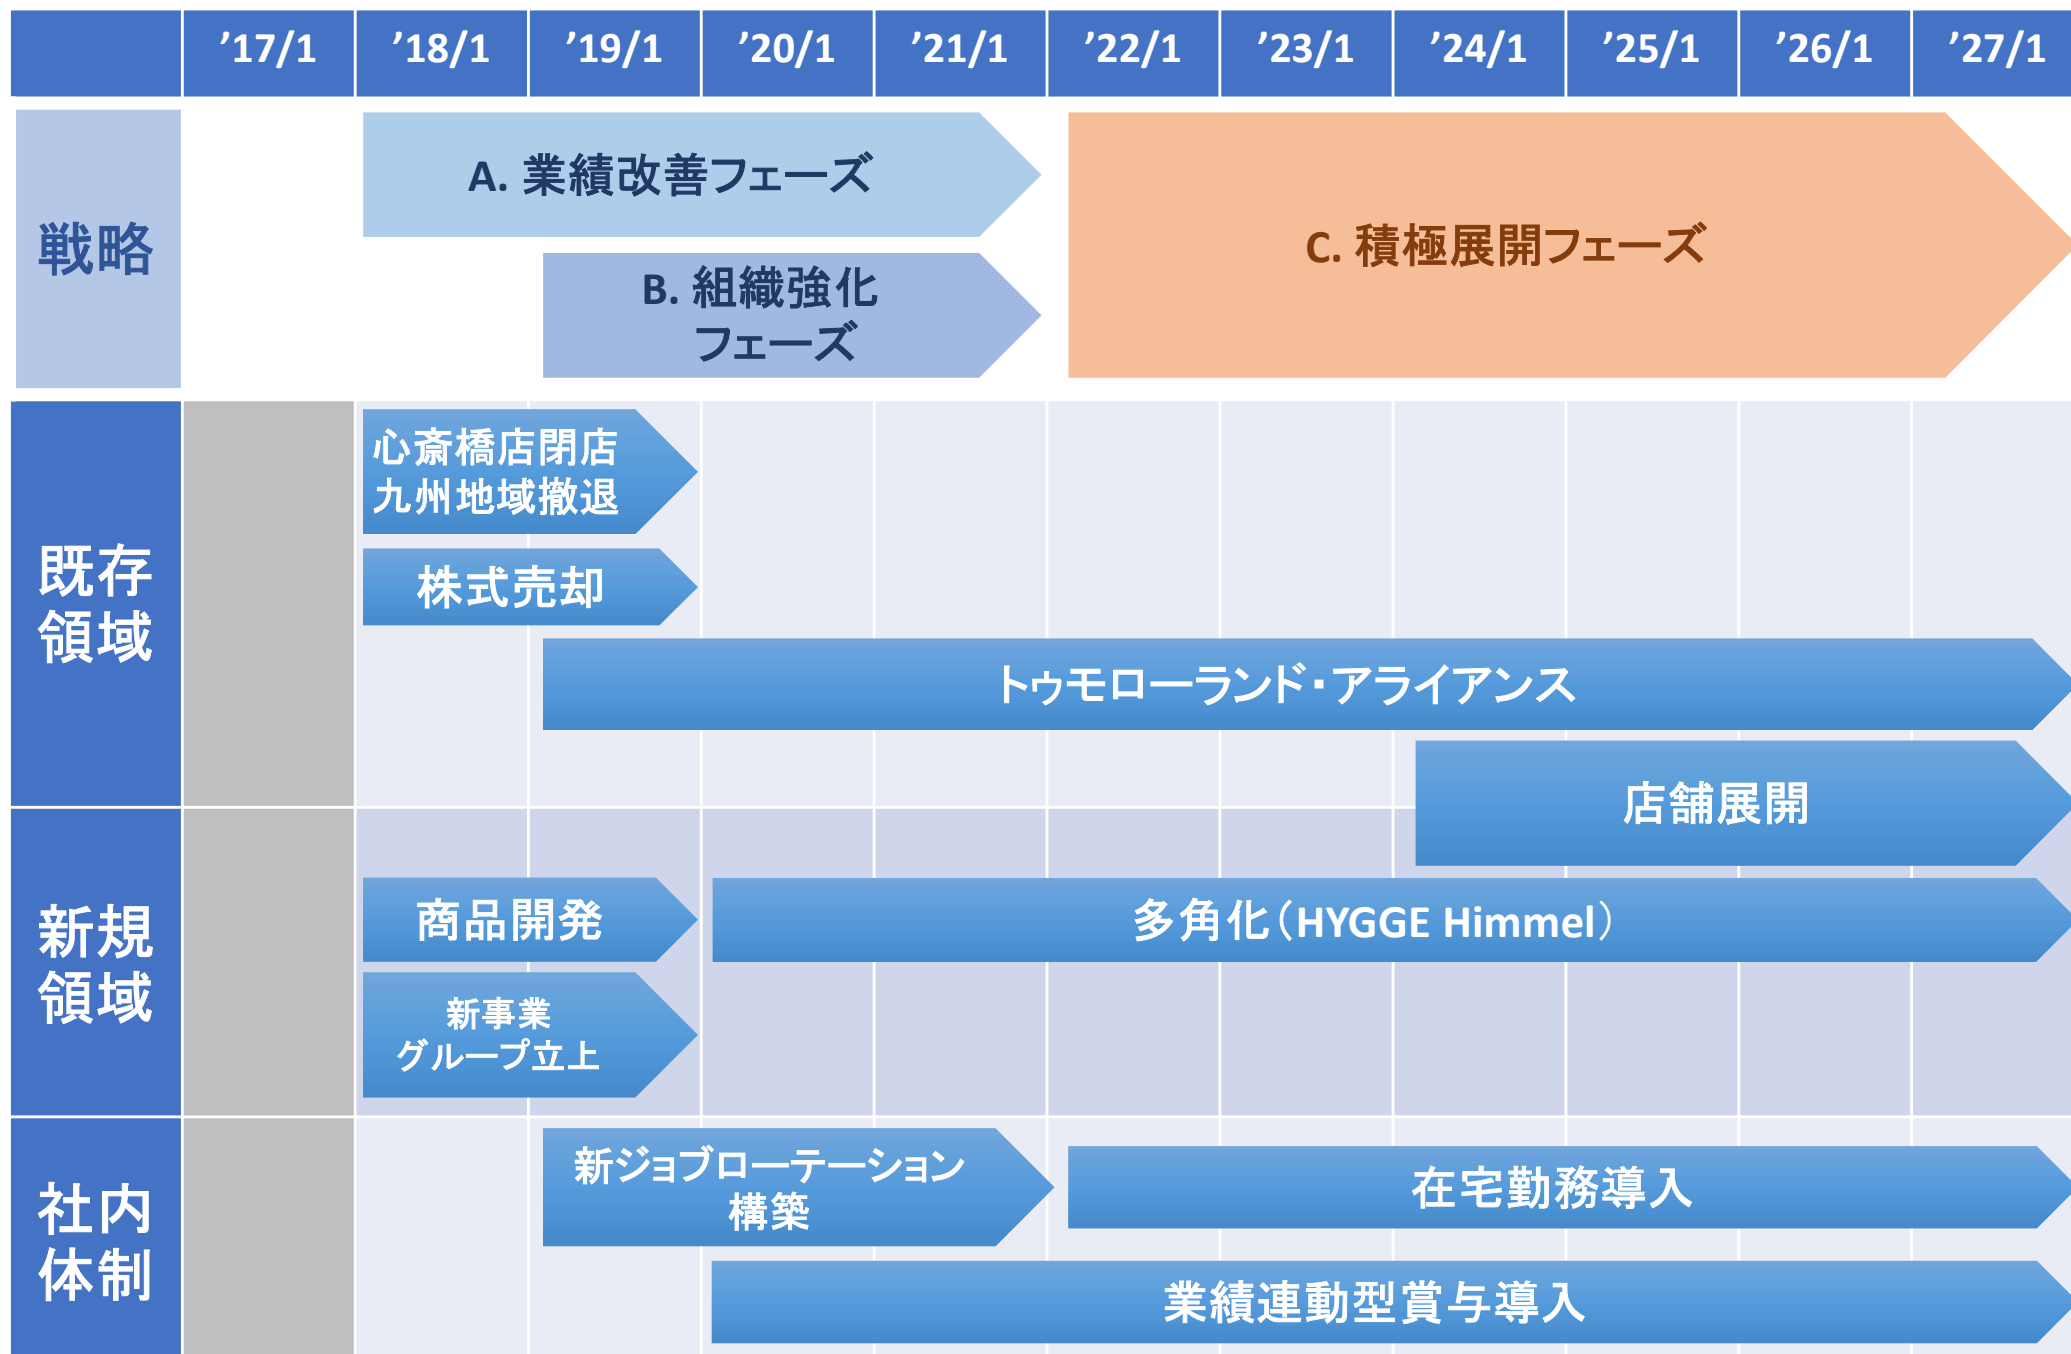 ’17/1 ’18/1 ’19/1 ’20/1 ’21/1 ’22/1 ’23/1 ’24/1 ’25/1 ’26/1 ’27/1
戦略
A. 業績改善フェーズ
B. 組織強化
フェーズ
C. 積極展開フェーズ
既存
領域
心斎橋店閉店
九州地域撤退
株式売却
トゥモローランド・アライアンス
店舗展開
新規
領域
商品開発
多角化（HYGGE Himmel）
新事業
グループ立上
社内
体制
新ジョブローテーション
構築
在宅勤務導入
業績連動型賞与導入